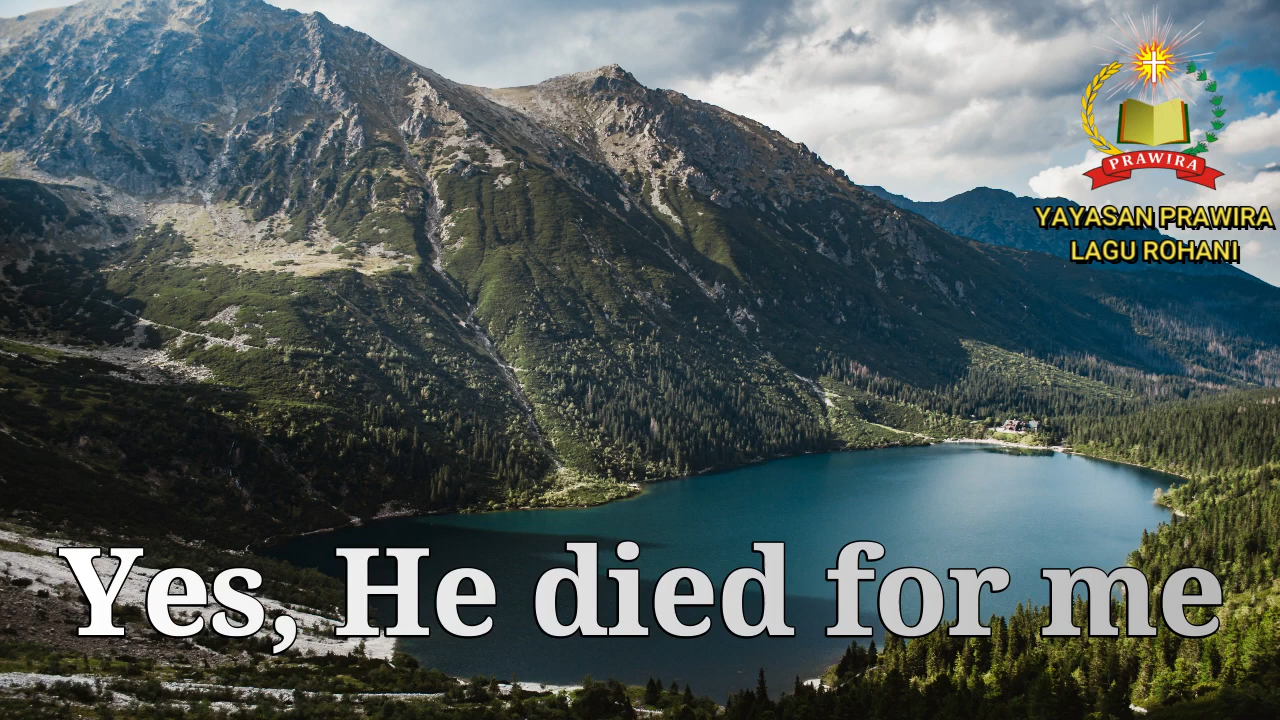 PRAWIRA
YAYASAN PRAWIRA
LAGU ROHANI
Yes, He died for me